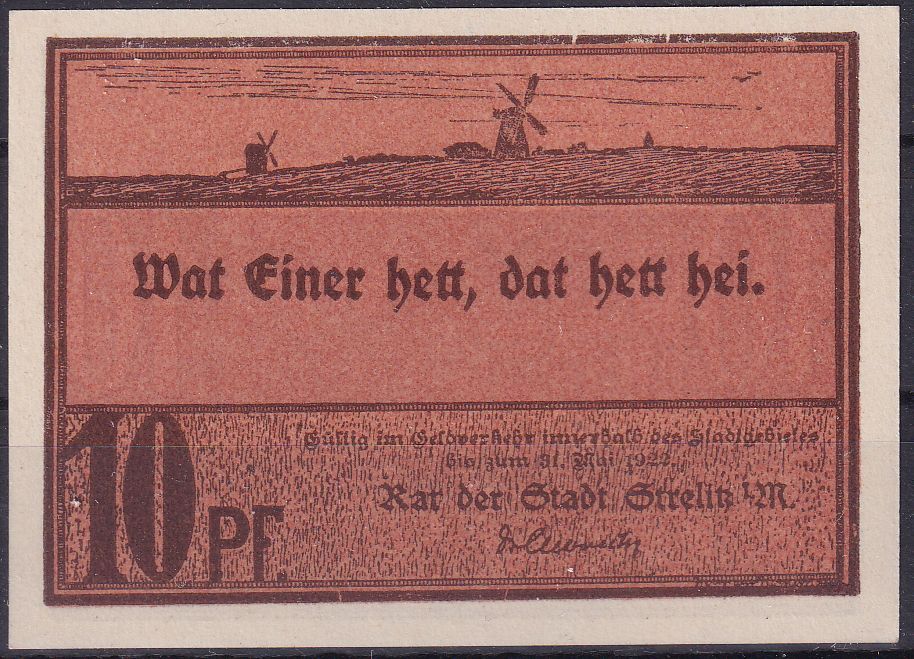 Wat Einer hett, dat hett hei.
Gültig im Geldverkehr innerhalb des Stadtgebietes
bis zum 31. Mai 1922
Rat der Stadt Strelitz i.M.
10 PF.